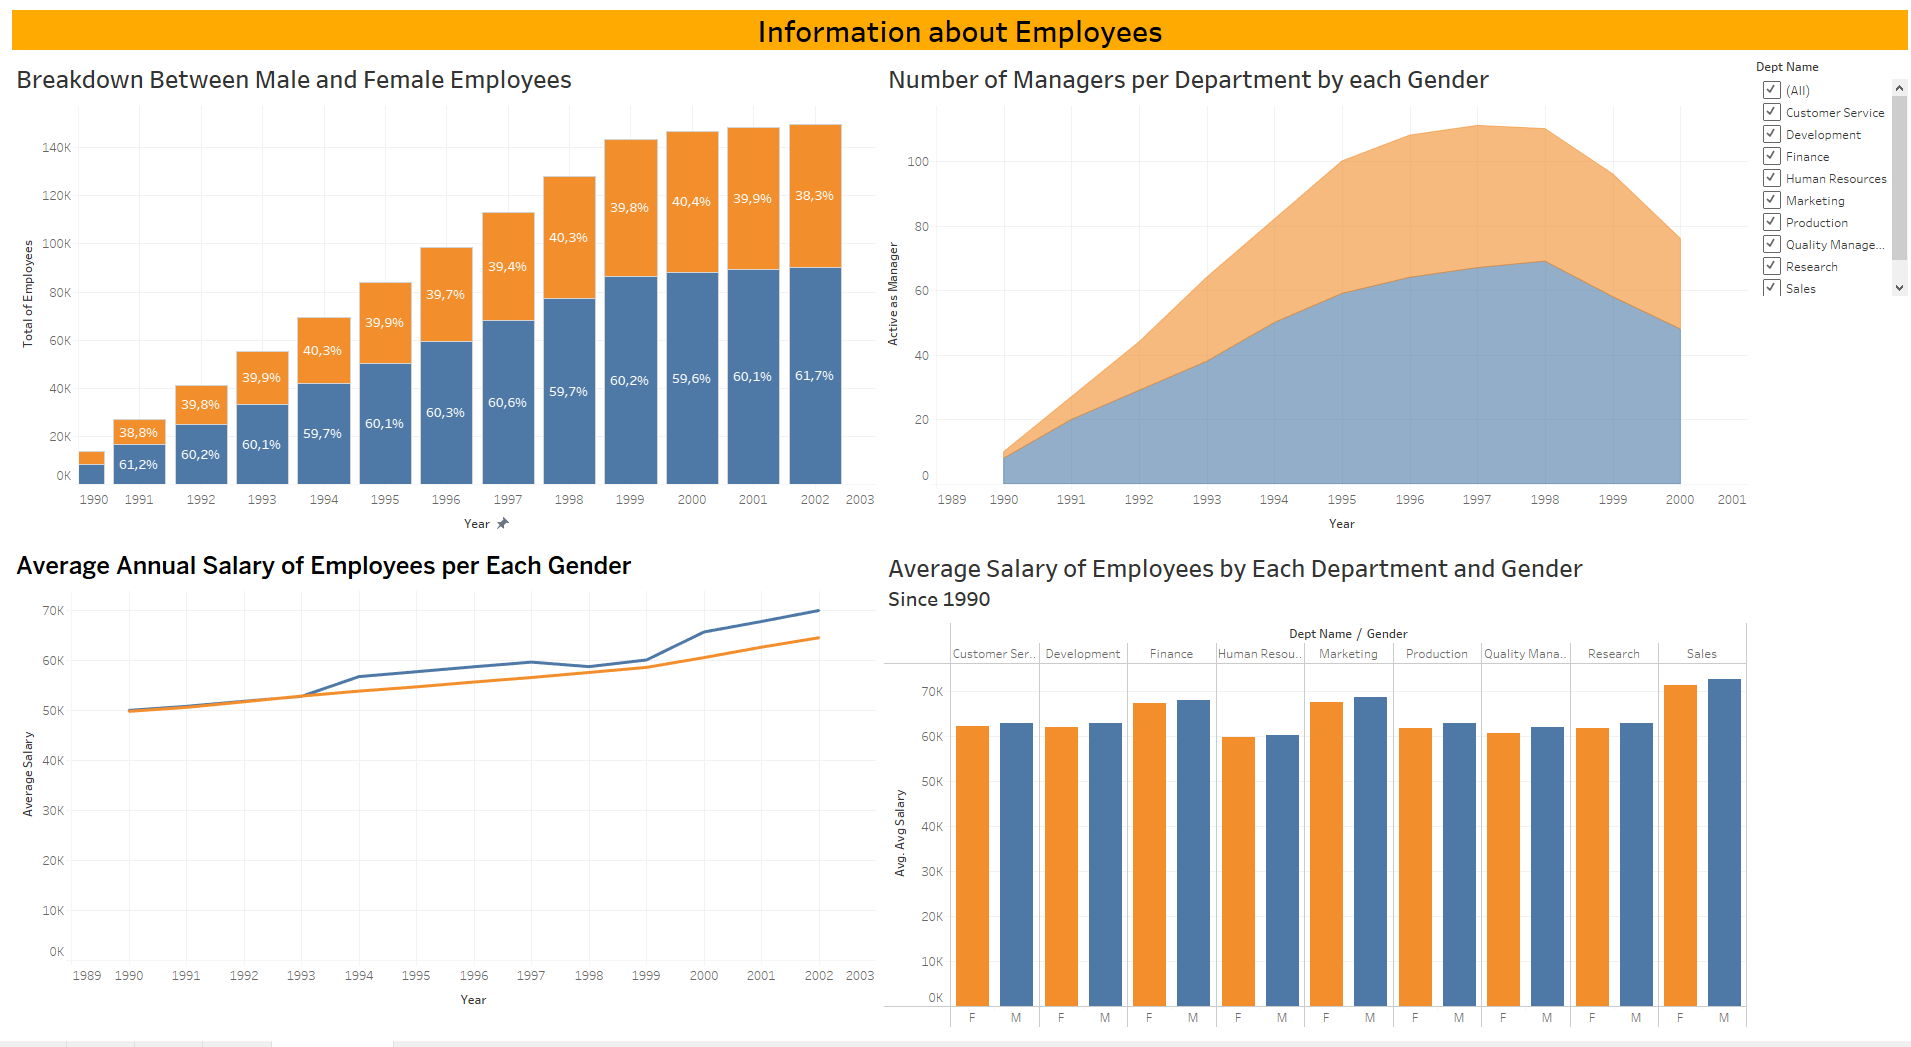 Information about Employees
Breakdown Between Male and Female Employees
Total of Employees
140K
120K
100K
80K
60K
40K
20K
0K
38,8%
61,2%
39,8%
60,2%
39,9%
60,1%
40,3%
59,7%
39,9%
60,1%
39,7%
60,3%
39,4%
60,6%
40,3%
59,7%
39,8%
60,2%
40,4%
59,6%
39,9%
60,1%
38,3%
61,7%
1990 1991 1992 1993 1994 1995 1996 1997 1998 1999 2000 2001 2002 2003
Year
Number of Managers per Department by each Gender
Active as Manager
100
80
60
40
20
0
1989 1990 1991 1992 1993 1994 1995 1996 1997 1998 1999 2000 2001
Year
Dept Name
(All)
Customer Service
Development
Finance
Human Resources
Marketing
Production
Quality Manage...
Research
Sales
Average Annual Salary of Employees per Each Gender
Average Salary
70K
60K
50K
40K
30K
20K
10K
0K
1989 1990 1991 1992 1993 1994 1995 1996 1997 1998 1999 2000 2001 2002 2003
Year
Average Salary of Employees by Each Department and Gender
Since 1990
Dept Name / Gender
Customer Ser.. Development Finance Human Resou.. Marketing Production Quality Mana.. Research Sales
Avg. Avg Salary
70K
60K
50K
40K
30K
20K
10K
0K
F M F M F M F M F M F M F M F M F M